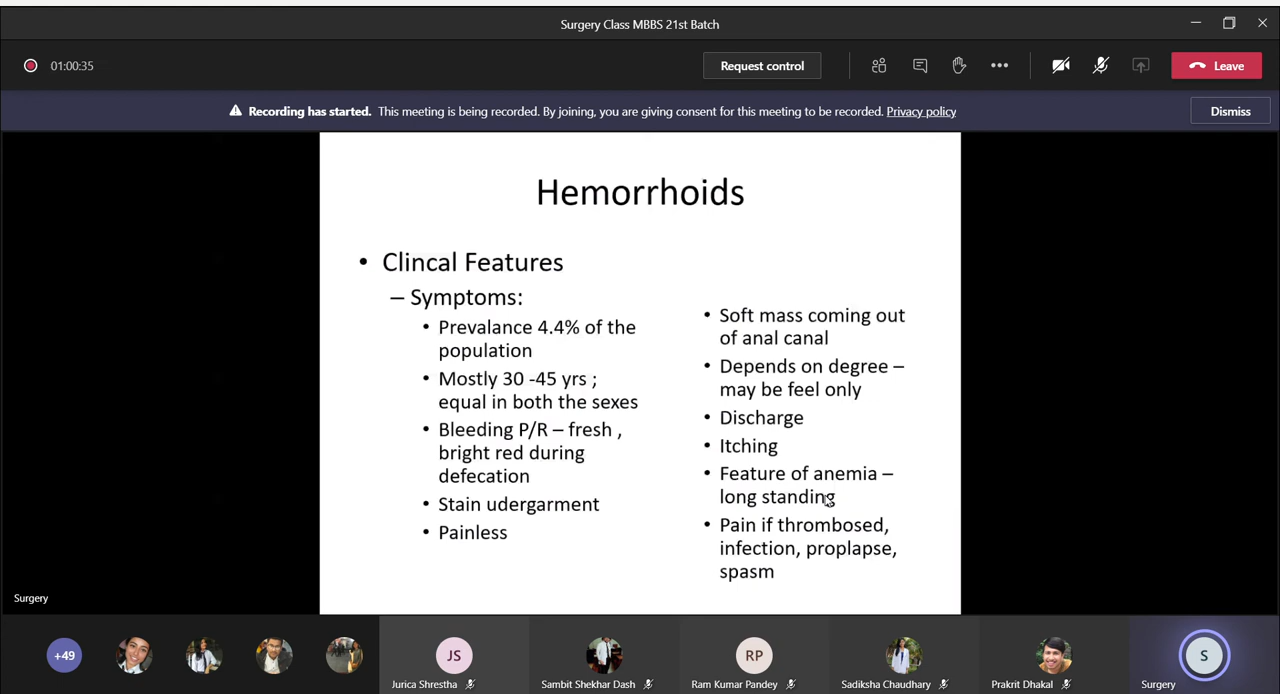 Surgery Class MBBS 21st Batch
01:00:35
Request control
Leave
Recording has started. This meeting is being recorded. By joining, you are giving consent for this meeting to be recorded. Privacy policy
Dismiss
Hemorrhoids
• Clincal Features
– Symptoms:
• Prevalance 4.4% of the
population
• Mostly 30 -45 yrs ;
equal in both the sexes
• Bleeding P/R – fresh ,
bright red during
defecation
• Stain udergarment
• Painless
• Soft mass coming out
of anal canal
• Depends on degree –
may be feel only
• Discharge
• Itching
• Feature of anemia –
long standing
• Pain if thrombosed,
infection, proplapse,
spasm
Surgery
+49
JS
RP
S
Jurica Shrestha
Sambit Shekhar Dash
Ram Kumar Pandey
Sadiksha Chaudhary
Prakrit Dhakal
Surgery